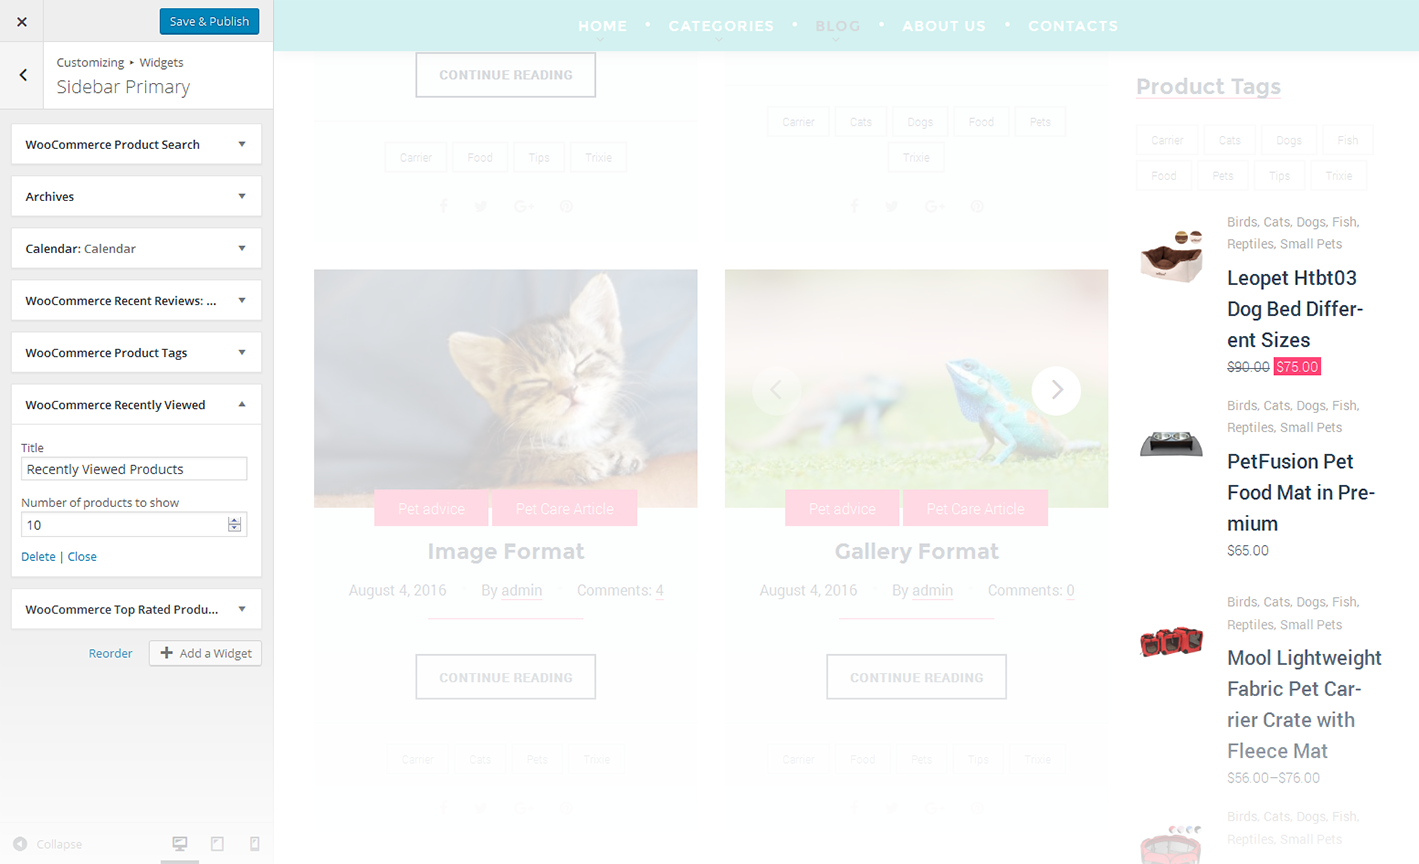 Save & Publish
Customizing ▸ Widgets
Sidebar Primary
WooCommerce Product Search
Archives
Calendar: Calendar
WooCommerce Recent Reviews: ...
WooCommerce Product Tags
WooCommerce Recently Viewed
Title
Recently Viewed Products
Number of products to show
10
Delete | Close
WooCommerce Top Rated Produ...
Reorder
Add a Widget
Collapse
HOME • CATEGORIES • BLOG • ABOUT US • CONTACTS
CONTINUE READING
Carrier Food Tips Trixie
Carrier Cats Dogs Food Pets
Trixie
Pet advice Pet Care Article
Image Format
August 4, 2016 By admin Comments: 4
CONTINUE READING
Carrier Cats Pets Trixie
Pet advice Pet Care Article
Gallery Format
August 4, 2016 By admin Comments: 0
CONTINUE READING
Carrier Food Pets Tips Trixie
Product Tags
Carrier Cats Dogs Fish
Food Pets Tips Trixie
Birds, Cats, Dogs, Fish,
Reptiles, Small Pets
Leopet Htbt03
Dog Bed Differ-
ent Sizes
$90.00 $75.00
Birds, Cats, Dogs, Fish,
Reptiles, Small Pets
PetFusion Pet
Food Mat in Pre-
mium
$65.00
Birds, Cats, Dogs, Fish,
Reptiles, Small Pets
Mool Lightweight
Fabric Pet Car-
rier Crate with
Fleece Mat
$56.00–$76.00
Birds, Cats, Dogs, Fish,
Reptiles, Small Pets